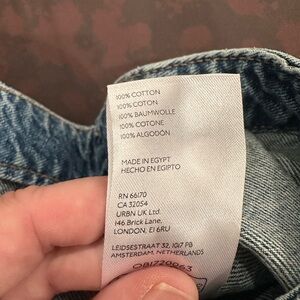 100% COTTON
100% COTON
100% BAUMWOLLE
100% COTONE
100% ALGODÓN
MADE IN EGYPT
HECHO EN EGIPTO
RN 66170
CA 32054
URBN UK Ltd.
146 Brick Lane,
LONDON, E1 6RU
LEIDSESTRAAT 32, 1017 PB
AMSTERDAM, NETHERLANDS
OB1720063